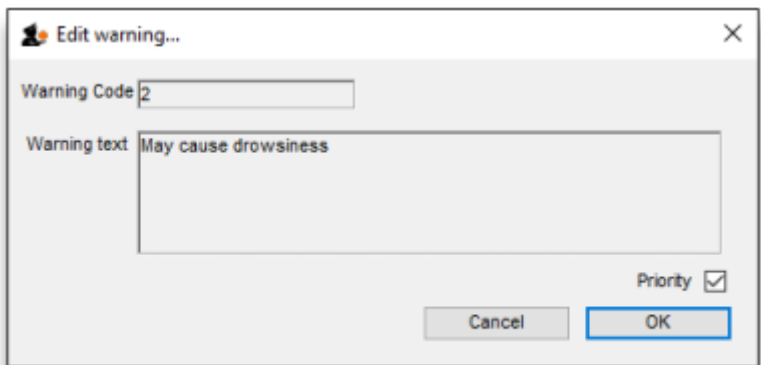 Edit warning...
Warning Code 2
Warning text May cause drowsiness
Priority
Cancel OK